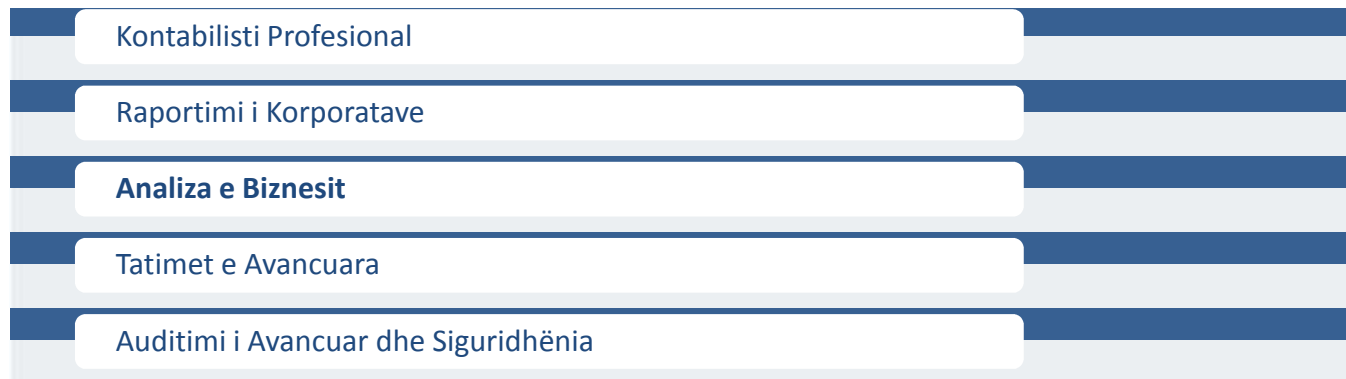 Kontabilisti Profesional
Raportimi i Korporatave
Analiza e Biznesit
Tatimet e Avancuara
Auditimi i Avancuar dhe Siguridhënia